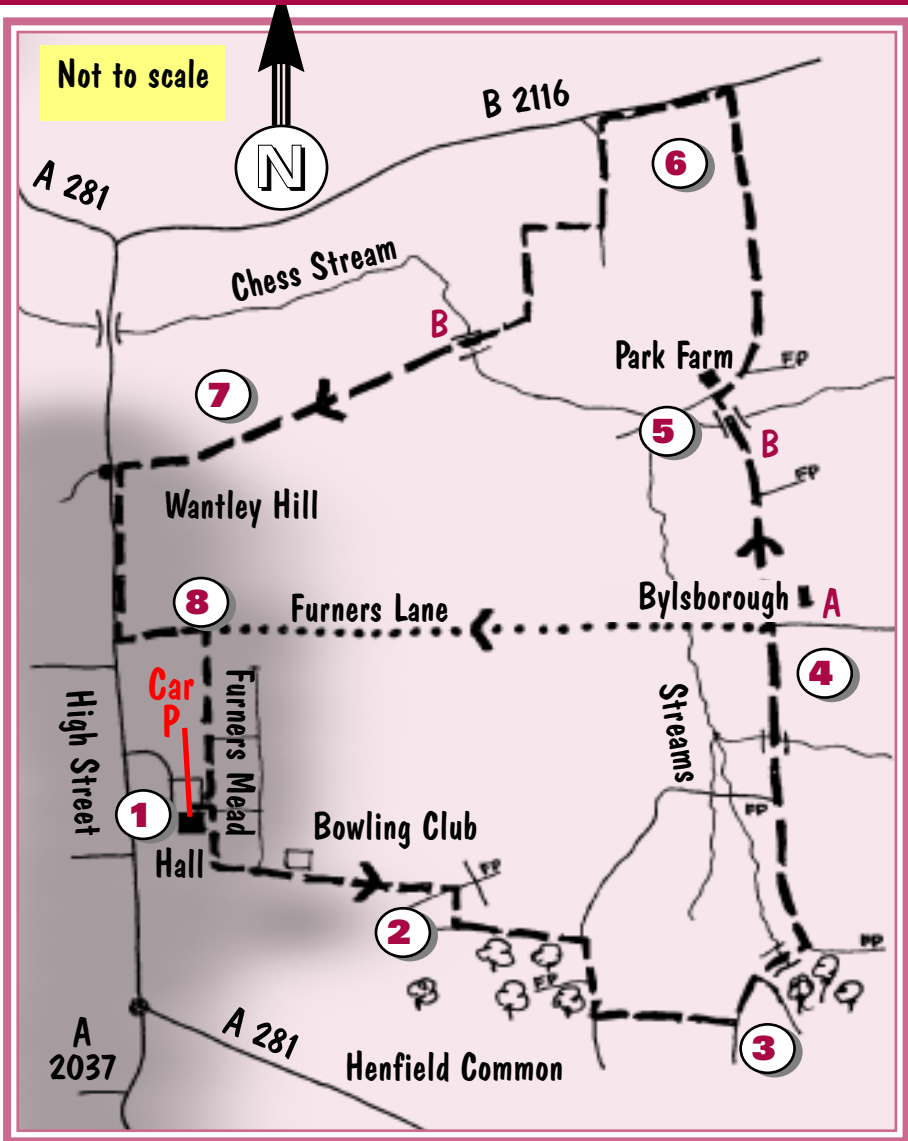 Not to scale
N
B 2116
A 281
6
Chess Stream
B
Park Farm
FP
7
5
B
FP
Wantley Hill
8
Furners Lane
Bylsborough
A
4
Car
P
High Street
Furners Mead
Streams
1
Hall
Bowling Club
FP
FP
2
FP
FP
A
2037
A 281
Henfield Common
3